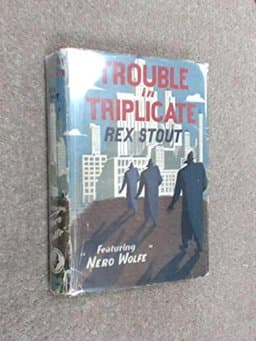 TROUBLE
in
TRIPLICATE
REX STOUT
Featuring
"NERO WOLFE"